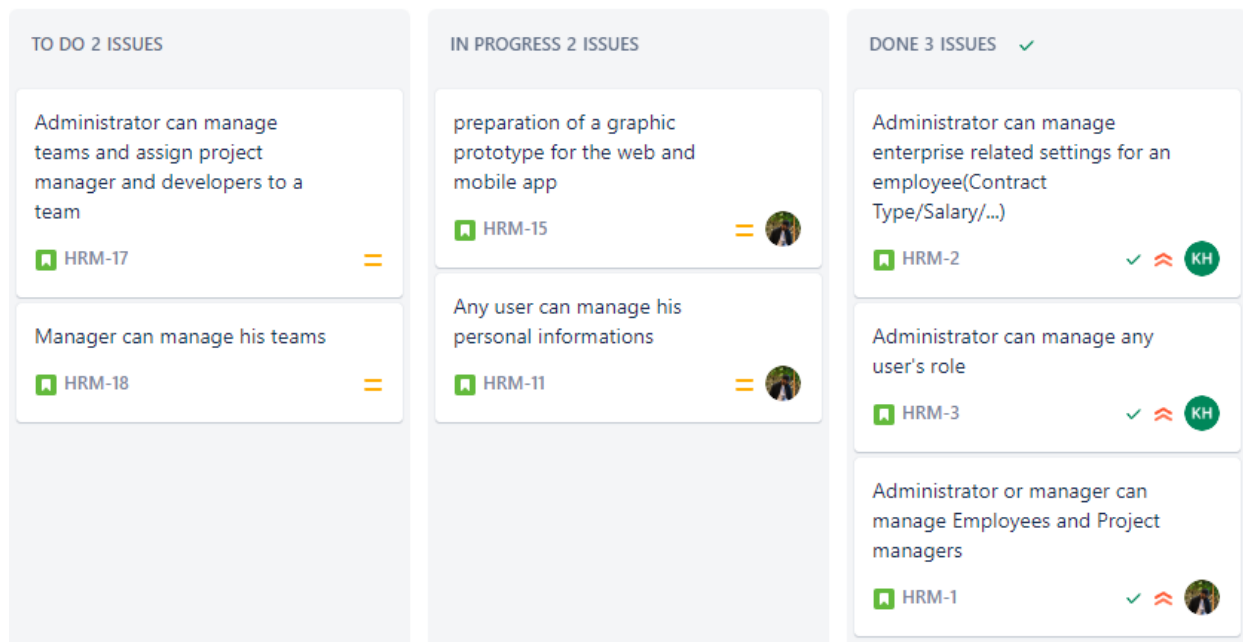 TO DO 2 ISSUES
Administrator can manage
teams and assign project
manager and developers to a
team
HRM-17
Manager can manage his teams
HRM-18
IN PROGRESS 2 ISSUES
preparation of a graphic
prototype for the web and
mobile app
HRM-15
Any user can manage his
personal informations
HRM-11
DONE 3 ISSUES
Administrator can manage
enterprise related settings for an
employee(Contract
Type/Salary/...)
HRM-2
KH
Administrator can manage any
user's role
HRM-3
KH
Administrator or manager can
manage Employees and Project
managers
HRM-1